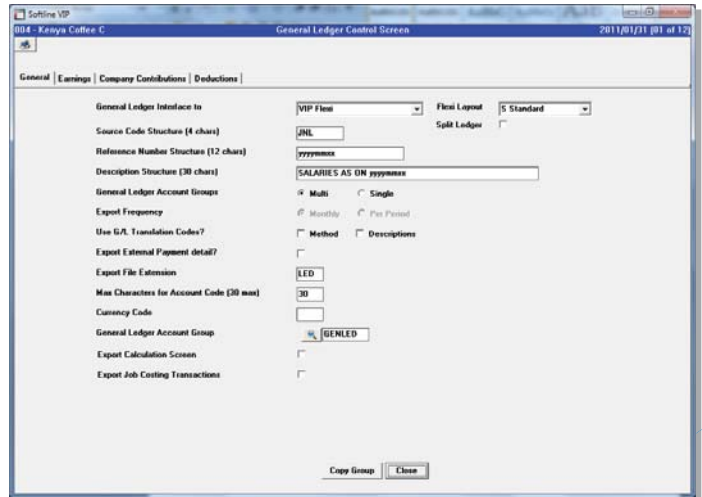 Softline VIP
004 - Kenya Coffee C General Ledger Control Screen 2011/01/31 [01 of 12]
General Earnings Company Contributions Deductions
General Ledger Interface to VIP Flexi Flexi Layout S Standard
Split Ledger
Source Code Structure (4 chars) JNL
Reference Number Structure (12 chars) yyyymmxx
Description Structure (30 chars) SALARIES AS ON yyyymmxx
General Ledger Account Groups Multi Single
Export Frequency Monthly Per Period
Use G/L Translation Codes? Method Descriptions
Export External Payment detail?
Export File Extension LED
Max Characters for Account Code (30 max) 30
Currency Code
General Ledger Account Group GENLED
Export Calculation Screen
Export Job Costing Transactions
Copy Group Close